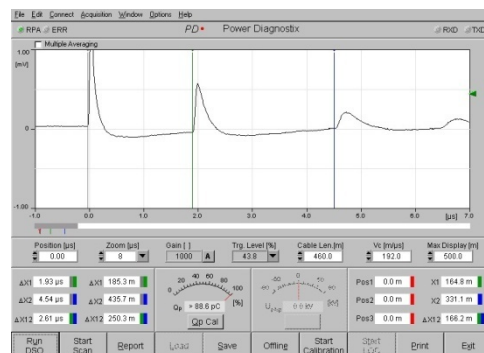 File Edit Connect Acquisition Window Options Help
RPA ERR PD Power Diagnostix RXD TXD
Multiple Averaging
1.00
[mV]
0
-1.00
-1.0 0.0 1.0 2.0 3.0 4.0 5.0 6.0 [µs] 7.0
Position [µs] Zoom [µs] Gain [ ] Trg. Level [%] Cable Len.[m] Vc [m/µs] Max Display [m]
0.00 8 1000 A 43.8 460.0 192.0 500.0
ΔX1 1.93 µs ΔX1 185.3 m 20 40 60 80 100 [%] 0 [kV] Pos1 0.0 m X1 164.8 m
ΔX2 4.54 µs ΔX2 435.7 m Qp > 88.6 pC 0.0 kV Pos2 0.0 m X2 331.1 m
ΔX12 2.61 µs ΔX12 250.3 m Qp Cal Pos3 0.0 m ΔX12 166.2 m
Run DSO Start Scan Report Load Save Offline Start Calibration Start LOC Print Exit